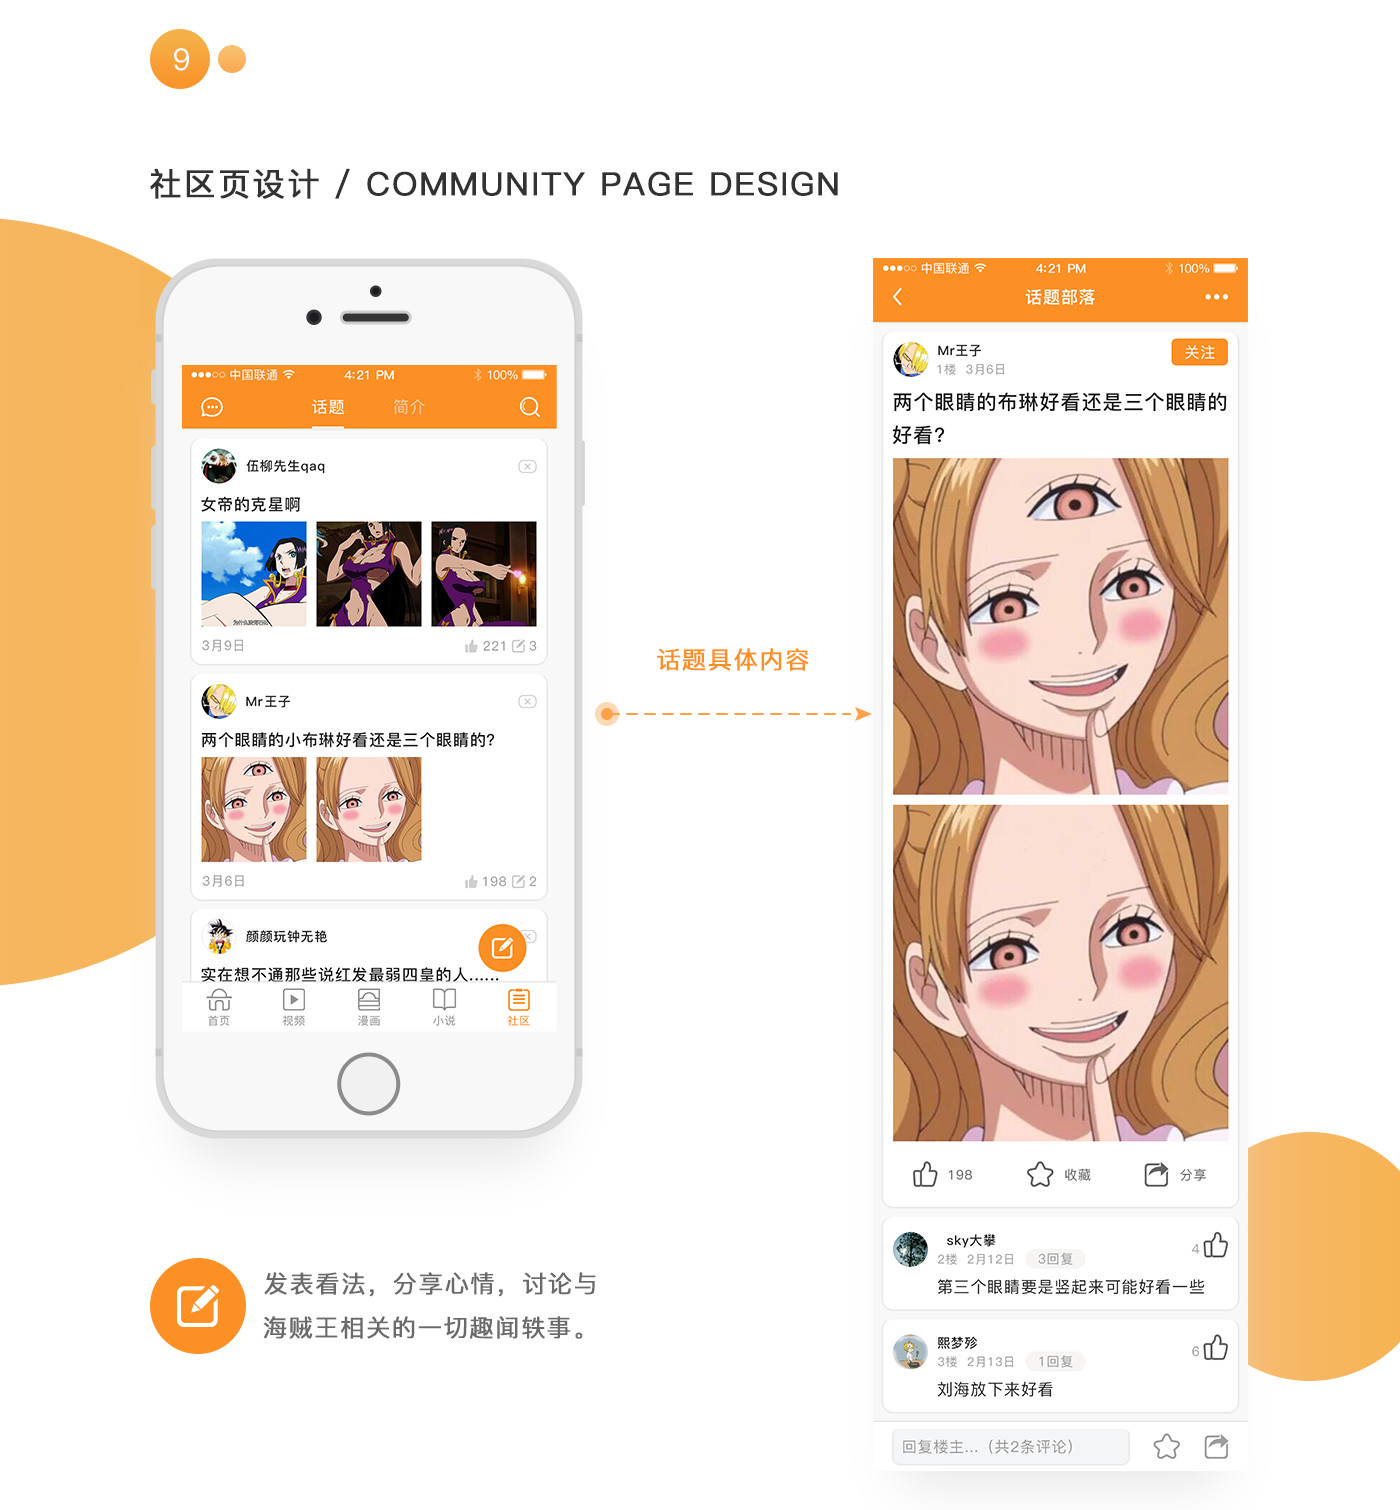 9
社区页设计 / COMMUNITY PAGE DESIGN
中国联通 4:21 PM 100%
话题 简介
伍柳先生qaq
女帝的克星啊
3月9日 221 3
Mr王子
两个眼睛的小布琳好看还是三个眼睛的?
3月6日 198 2
颜颜玩钟无艳
实在想不通那些说红发最弱四皇的人......
首页 视频 漫画 小说 社区
话题具体内容
中国联通 4:21 PM 100%
话题部落
Mr王子
关注
1楼 3月6日
两个眼睛的布琳好看还是三个眼睛的
好看?
198 收藏 分享
sky大攀
4
2楼 2月12日 3回复
第三个眼睛要是竖起来可能好看一些
熙梦殄
6
3楼 2月13日 1回复
刘海放下来好看
回复楼主...（共2条评论）
发表看法，分享心情，讨论与
海贼王相关的一切趣闻轶事。